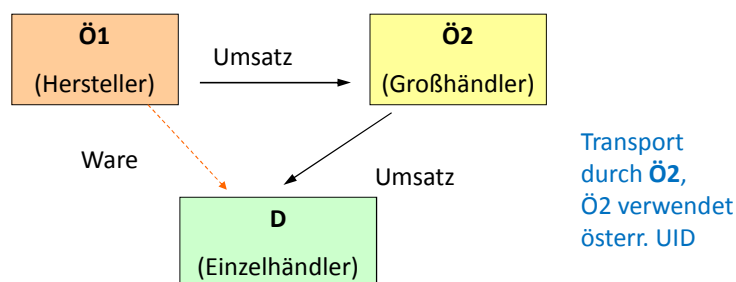 Ö1
(Hersteller)
Umsatz
Ö2
(Großhändler)
Ware
Umsatz
D
(Einzelhändler)
Transport
durch Ö2,
Ö2 verwendet
österr. UID